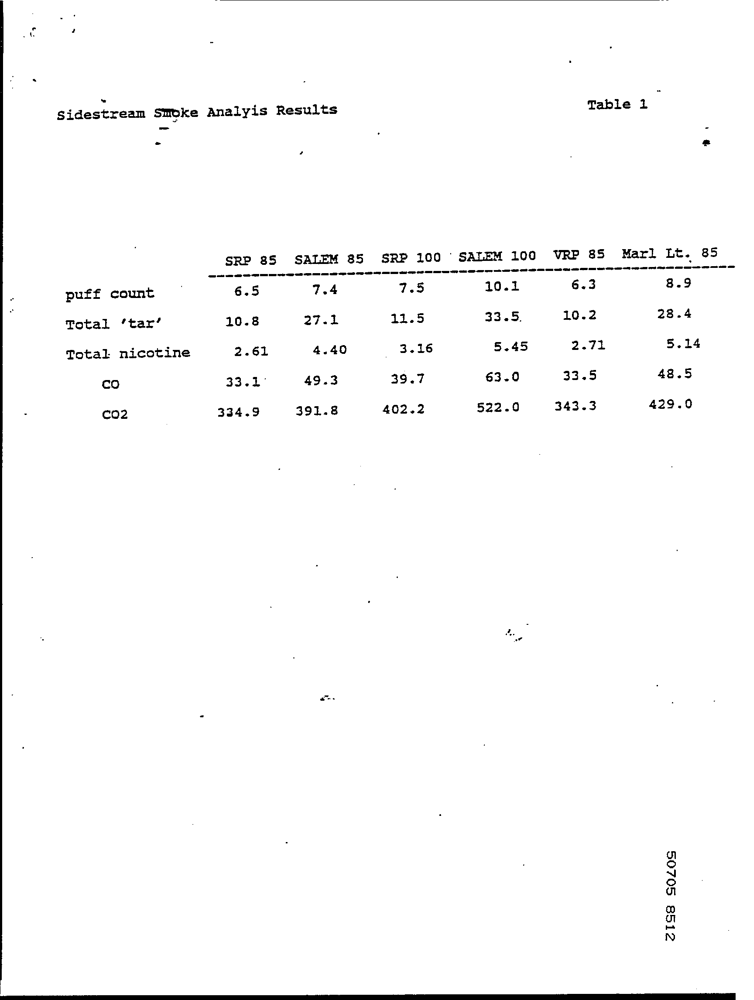 Sidestream Smoke Analyis Results Table 1
SRP 85 SALEM 85 SRP 100 SALEM 100 VRP 85 Marl Lt. 85
puff count 6.5 7.4 7.5 10.1 6.3 8.9
Total 'tar' 10.8 27.1 11.5 33.5 10.2 28.4
Total nicotine 2.61 4.40 3.16 5.45 2.71 5.14
CO 33.1 49.3 39.7 63.0 33.5 48.5
CO2 334.9 391.8 402.2 522.0 343.3 429.0
50705 8512